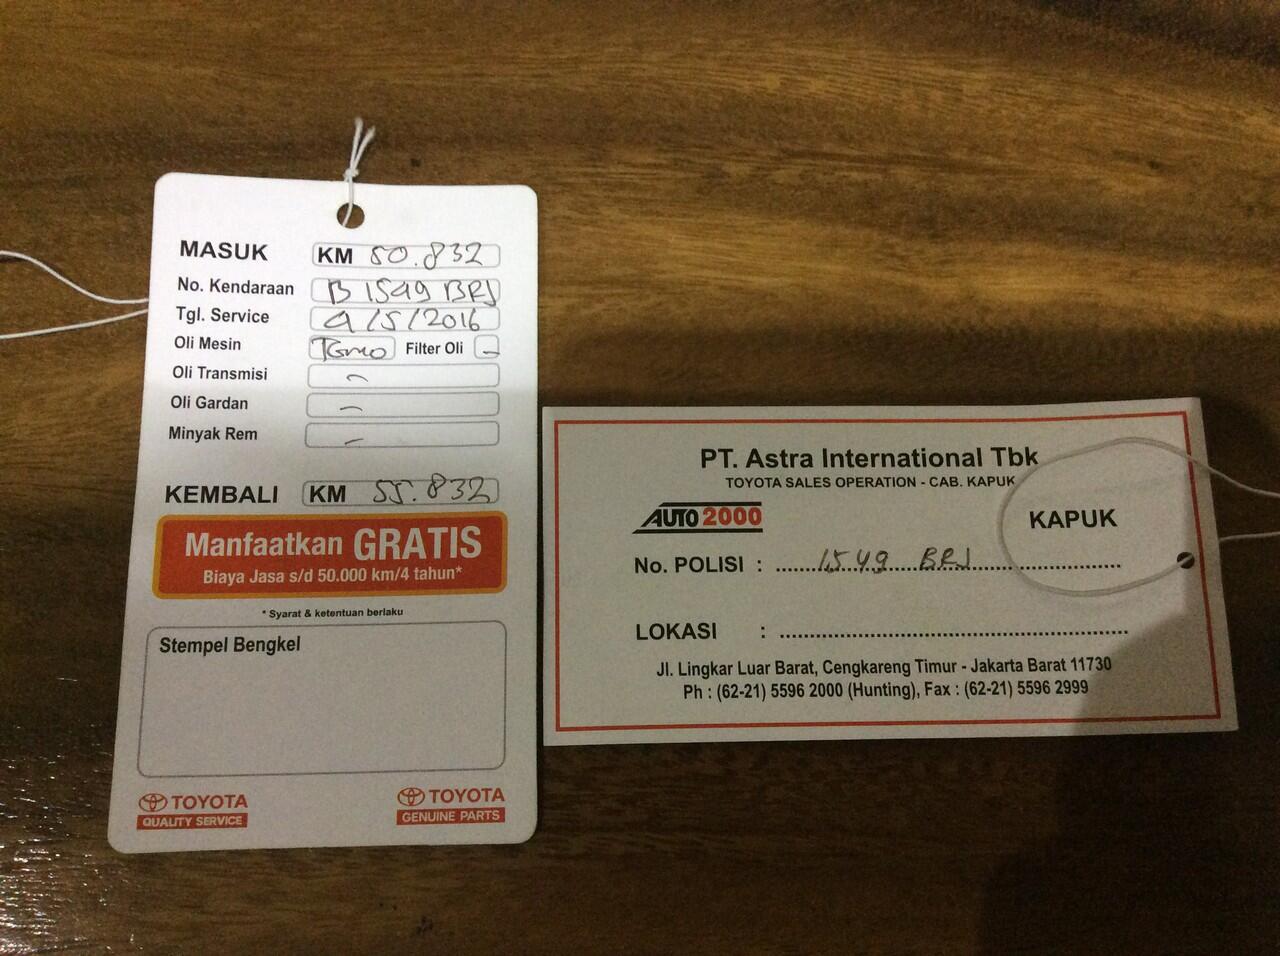 MASUK KM 50.832
No. Kendaraan B 1549 BRJ
Tgl. Service 9/5/2016
Oli Mesin TGMO Filter Oli -
Oli Transmisi -
Oli Gardan -
Minyak Rem -
KEMBALI KM 55.832
Manfaatkan GRATIS
Biaya Jasa s/d 50.000 km/4 tahun*
* Syarat & ketentuan berlaku
Stempel Bengkel
TOYOTA
QUALITY SERVICE
TOYOTA
GENUINE PARTS
PT. Astra International Tbk
TOYOTA SALES OPERATION - CAB. KAPUK
AUTO 2000 KAPUK
No. POLISI : 1549 BRJ
LOKASI : ..........................................................
Jl. Lingkar Luar Barat, Cengkareng Timur - Jakarta Barat 11730
Ph : (62-21) 5596 2000 (Hunting), Fax : (62-21) 5596 2999